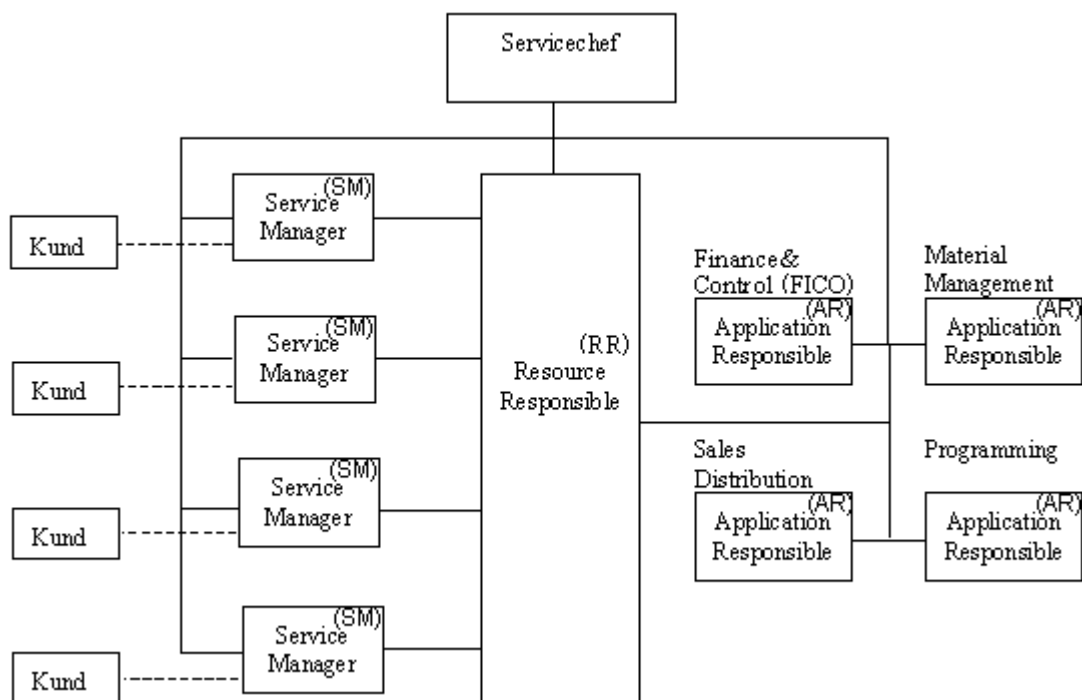 Servicechef
(SM)
Service
Manager
Kund
(SM)
Service
Manager
Kund
(SM)
Service
Manager
Kund
(SM)
Service
Manager
Kund
(RR)
Resource
Responsible
Finance&
Control (FICO)
(AR)
Application
Responsible
Material
Management
(AR)
Application
Responsible
Sales
Distribution
(AR)
Application
Responsible
Programming
(AR)
Application
Responsible